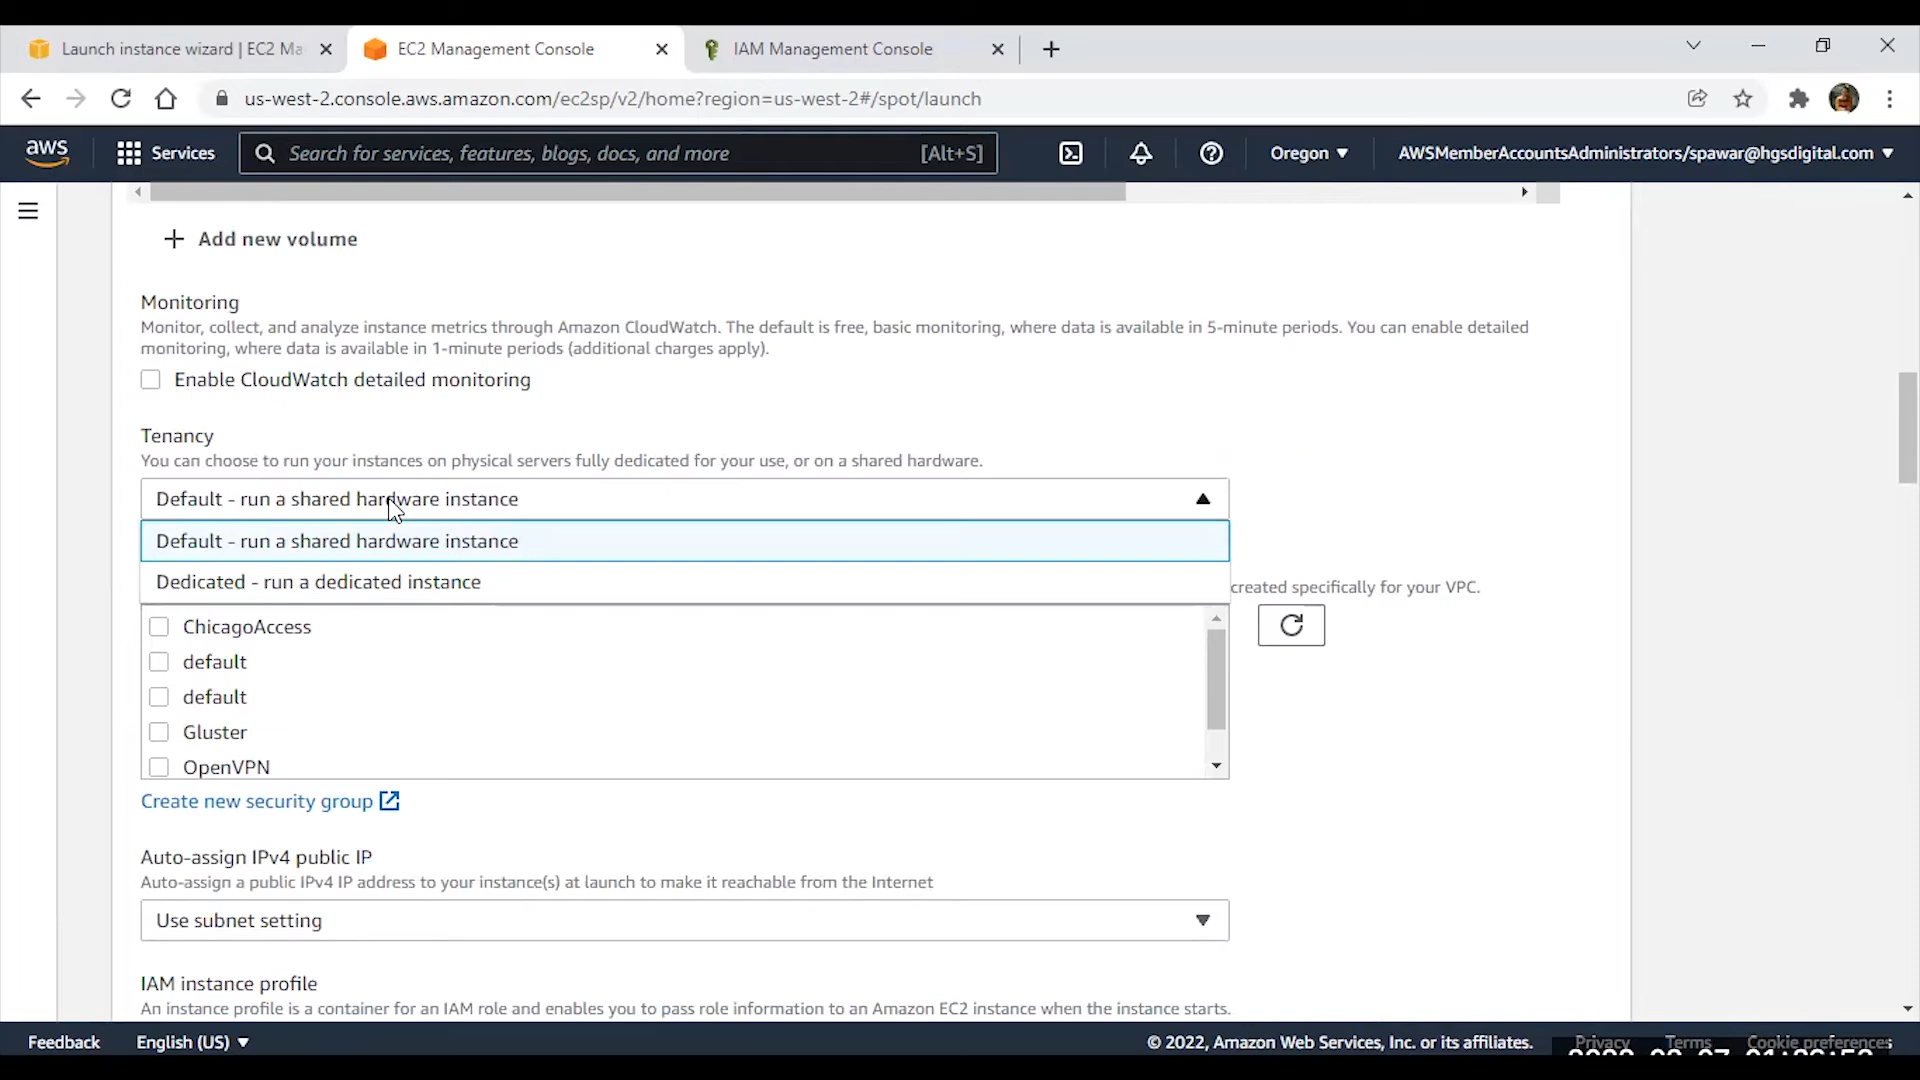 Launch instance wizard | EC2 Ma
EC2 Management Console
IAM Management Console
us-west-2.console.aws.amazon.com/ec2sp/v2/home?region=us-west-2#/spot/launch
aws
Services
Search for services, features, blogs, docs, and more
[Alt+S]
Oregon
AWSMemberAccountsAdministrators/spawar@hgsdigital.com
Add new volume
Monitoring
Monitor, collect, and analyze instance metrics through Amazon CloudWatch. The default is free, basic monitoring, where data is available in 5-minute periods. You can enable detailed
monitoring, where data is available in 1-minute periods (additional charges apply).
Enable CloudWatch detailed monitoring
Tenancy
You can choose to run your instances on physical servers fully dedicated for your use, or on a shared hardware.
Default - run a shared hardware instance
Default - run a shared hardware instance
Dedicated - run a dedicated instance
created specifically for your VPC.
ChicagoAccess
default
default
Gluster
OpenVPN
Create new security group
Auto-assign IPv4 public IP
Auto-assign a public IPv4 IP address to your instance(s) at launch to make it reachable from the Internet
Use subnet setting
IAM instance profile
An instance profile is a container for an IAM role and enables you to pass role information to an Amazon EC2 instance when the instance starts.
Feedback
English (US)
© 2022, Amazon Web Services, Inc. or its affiliates.
Privacy
Terms
Cookie preferences